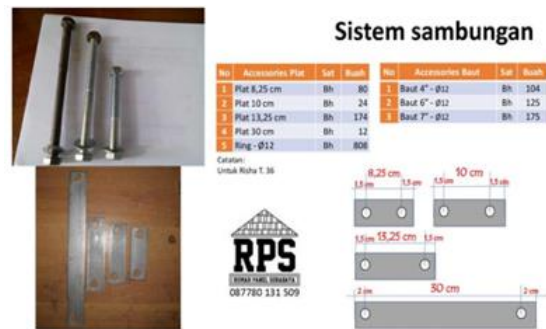 Sistem sambungan
No Accessories Plat Sat Buah
1 Plat 8,25 cm Bh 80
2 Plat 10 cm Bh 24
3 Plat 13,25 cm Bh 174
4 Plat 30 cm Bh 12
5 Ring - Ø12 Bh 808
Catatan:
Untuk Risha T. 36
No Accessories Baut Sat Buah
1 Baut 4" - Ø12 Bh 104
2 Baut 6" - Ø12 Bh 125
3 Baut 7" - Ø12 Bh 175
8,25 cm
1,5 cm 1,5 cm
10 cm
1,5 cm 1,5 cm
13,25 cm
1,5 cm 1,5 cm
30 cm
2 cm 2 cm
RPS
RUMAH PANEL SURABAYA
087780 131 509